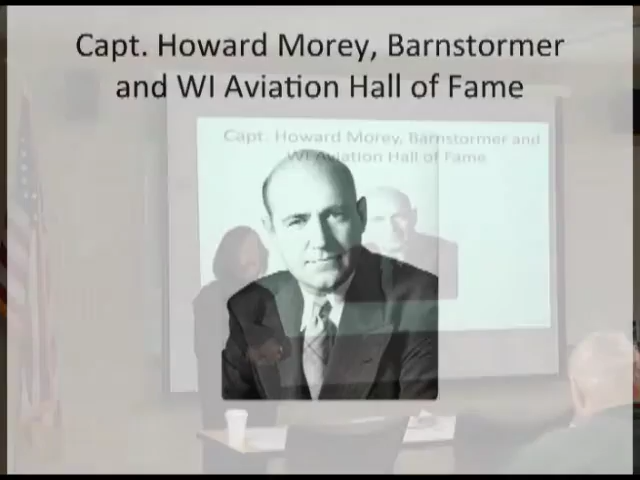 Capt. Howard Morey, Barnstormer
and WI Aviation Hall of Fame
Capt. Howard Morey, Barnstormer and
WI Aviation Hall of Fame